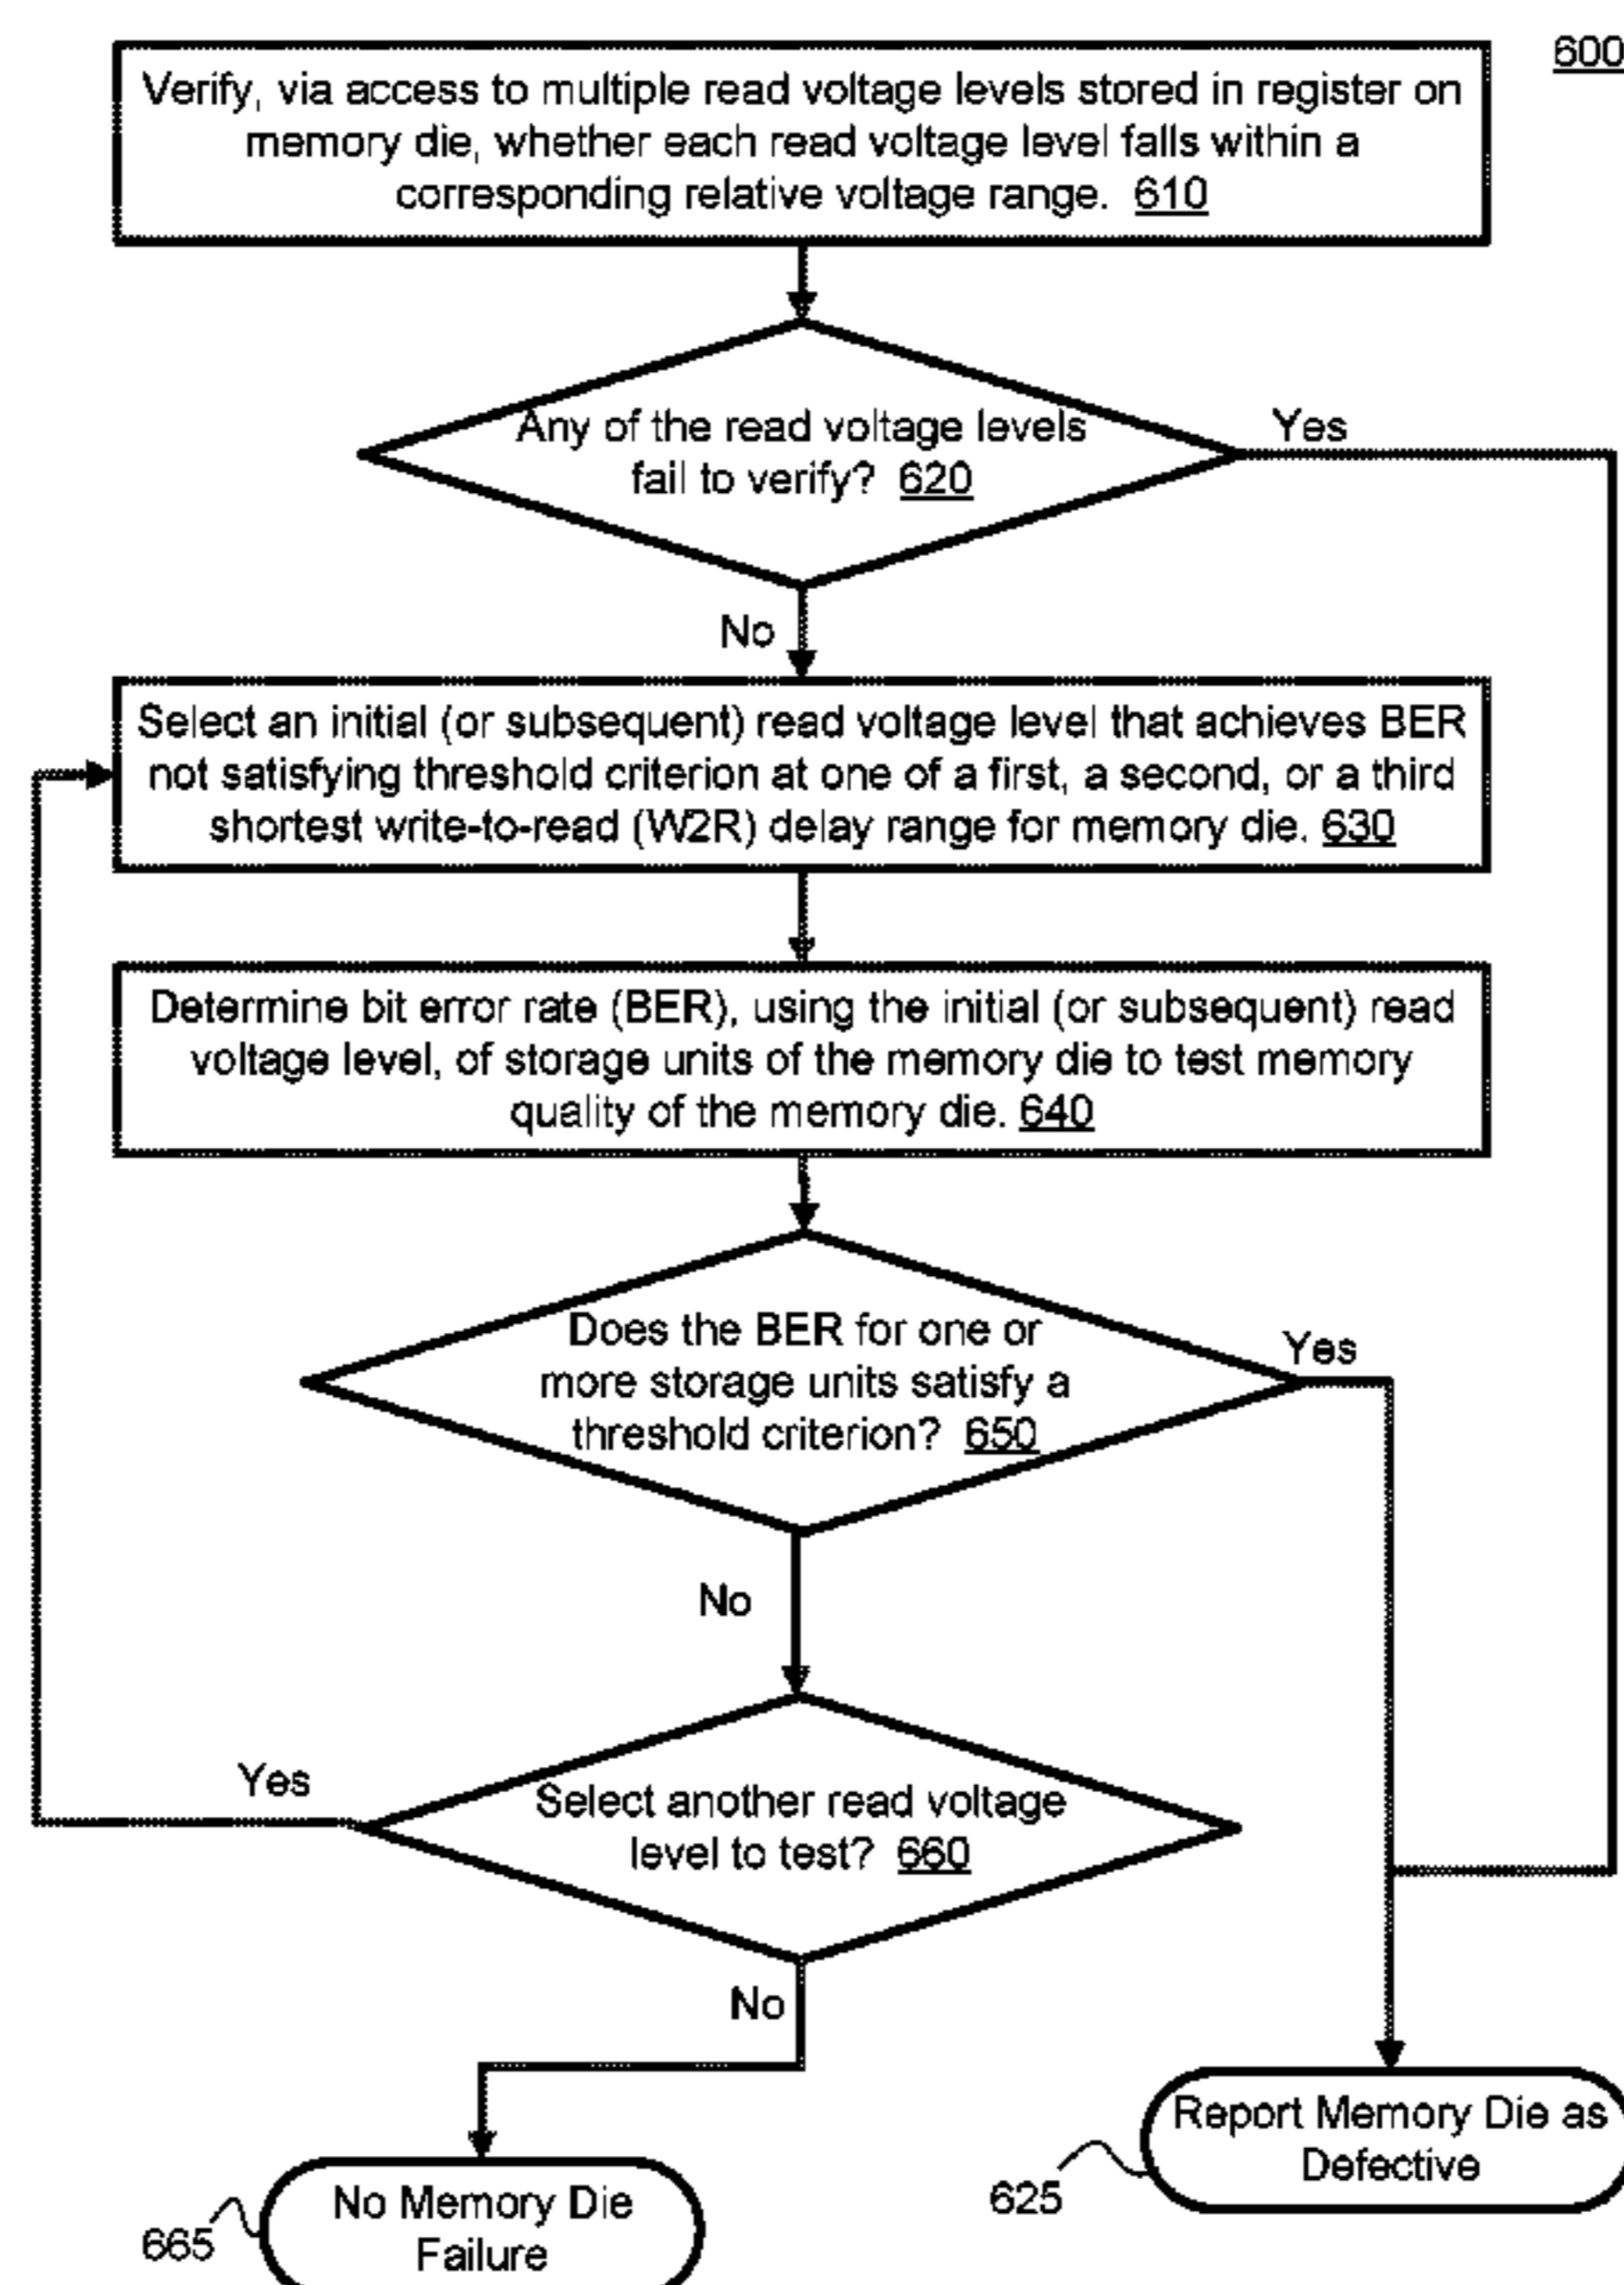 600
Verify, via access to multiple read voltage levels stored in register on
memory die, whether each read voltage level falls within a
corresponding relative voltage range. 610
Any of the read voltage levels
fail to verify? 620
Yes
No
Select an initial (or subsequent) read voltage level that achieves BER
not satisfying threshold criterion at one of a first, a second, or a third
shortest write-to-read (W2R) delay range for memory die. 630
Determine bit error rate (BER), using the initial (or subsequent) read
voltage level, of storage units of the memory die to test memory
quality of the memory die. 640
Does the BER for one or
more storage units satisfy a
threshold criterion? 650
Yes
No
Yes
Select another read voltage
level to test? 660
No
Report Memory Die as
Defective
625
No Memory Die
Failure
665